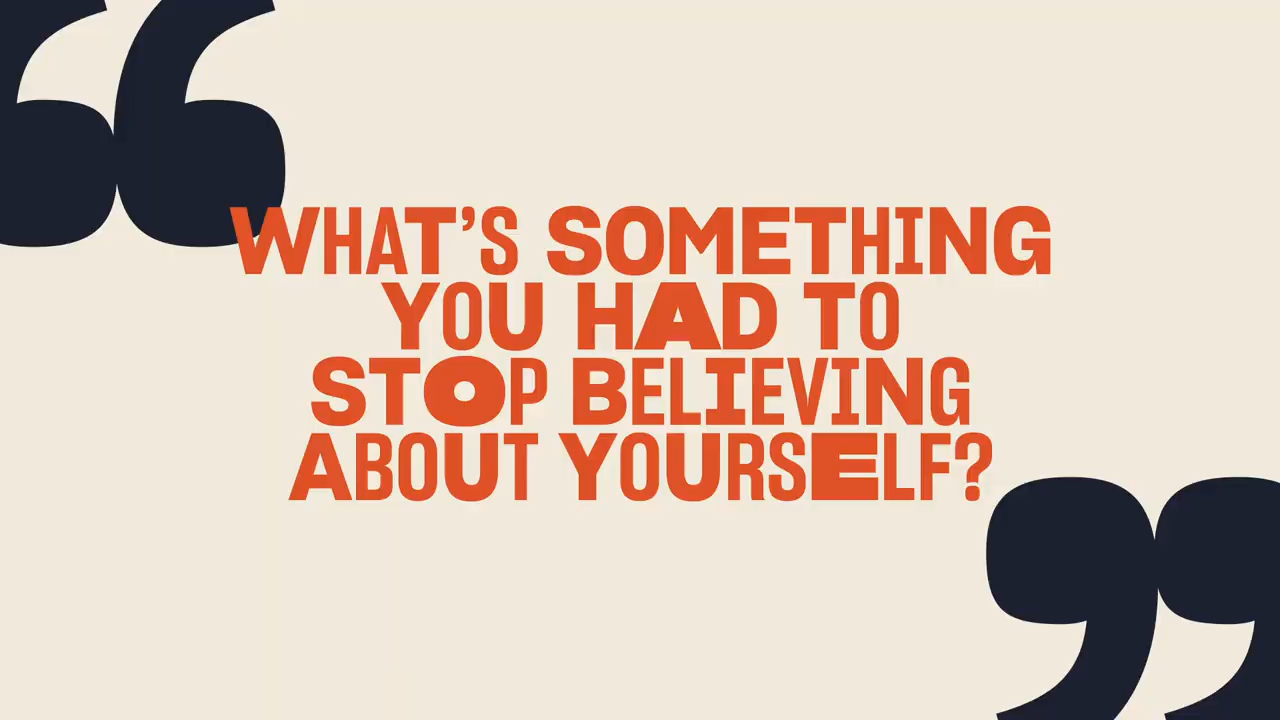 “
WHAT’S SOMETHING
YOU HAD TO
STOP BELIEVING
ABOUT YOURSELF?
”